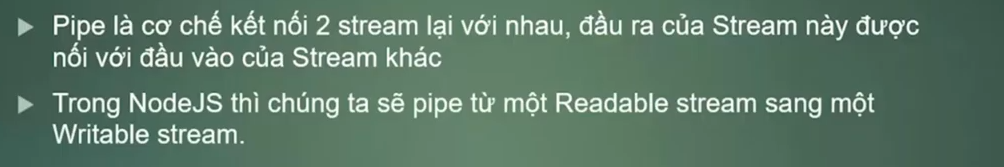 Pipe là cơ chế kết nối 2 stream lại với nhau, đầu ra của Stream này được
nối với đầu vào của Stream khác
Trong NodeJS thì chúng ta sẽ pipe từ một Readable stream sang một
Writable stream.